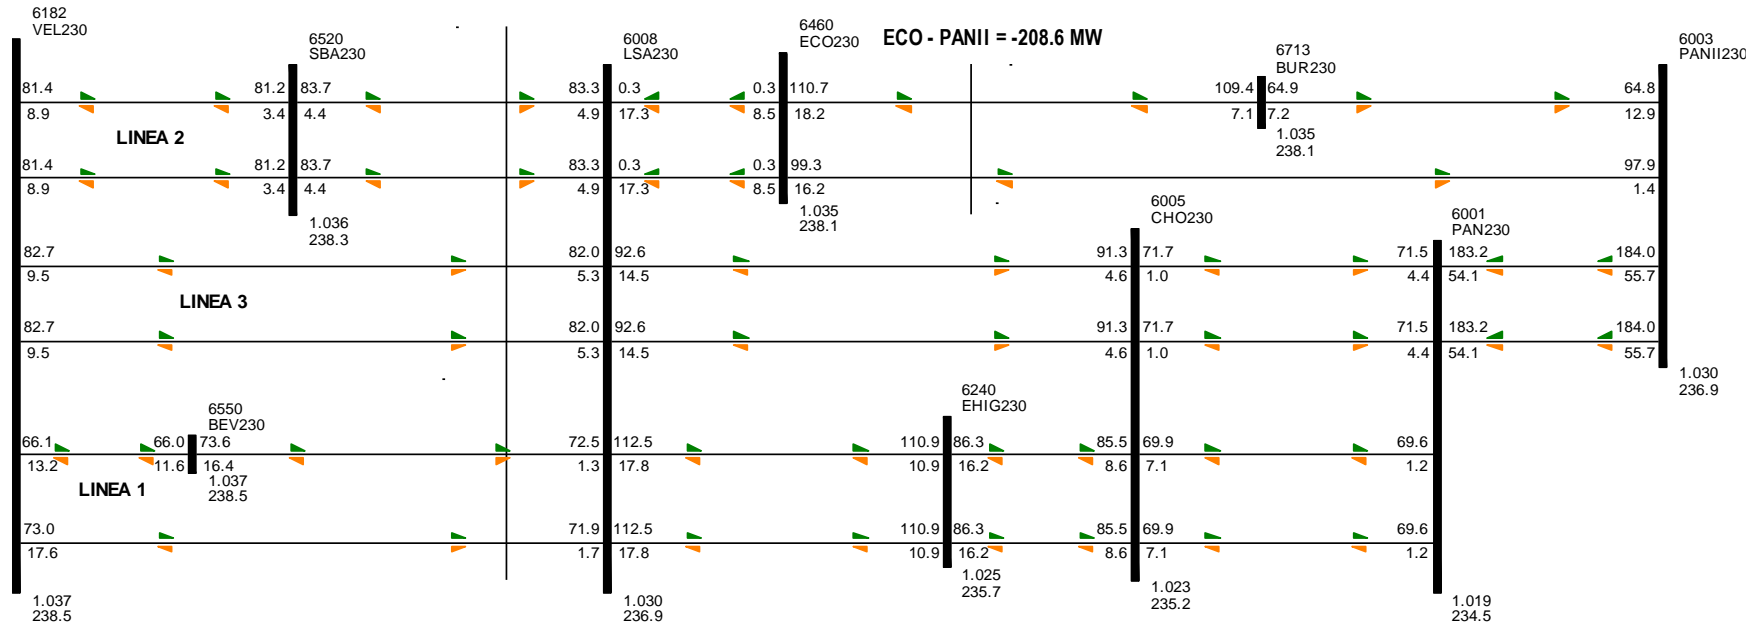 6182
VEL230
6520
SBA230
6008
LSA230
6460
ECO230
ECO - PANII = -208.6 MW
6713
BUR230
6003
PANII230
81.4 81.2 83.7 83.3 0.3 0.3 110.7 109.4 64.9 64.8
8.9 3.4 4.4 4.9 17.3 8.5 18.2 7.1 7.2 12.9
LINEA 2
1.035
238.1
81.4 81.2 83.7 83.3 0.3 0.3 99.3 97.9
8.9 3.4 4.4 4.9 17.3 8.5 16.2 1.4
1.036
238.3
1.035
238.1
6005
CHO230
6001
PAN230
82.7 82.0 92.6 91.3 71.7 71.5 183.2 184.0
9.5 5.3 14.5 4.6 1.0 4.4 54.1 55.7
LINEA 3
82.7 82.0 92.6 91.3 71.7 71.5 183.2 184.0
9.5 5.3 14.5 4.6 1.0 4.4 54.1 55.7
1.030
236.9
6550
BEV230
6240
EHIG230
66.1 66.0 73.6 72.5 112.5 110.9 86.3 85.5 69.9 69.6
13.2 11.6 16.4 1.3 17.8 10.9 16.2 8.6 7.1 1.2
LINEA 1
1.037
238.5
73.0 71.9 112.5 110.9 86.3 85.5 69.9 69.6
17.6 1.7 17.8 10.9 16.2 8.6 7.1 1.2
1.025
235.7
1.037
238.5
1.030
236.9
1.023
235.2
1.019
234.5